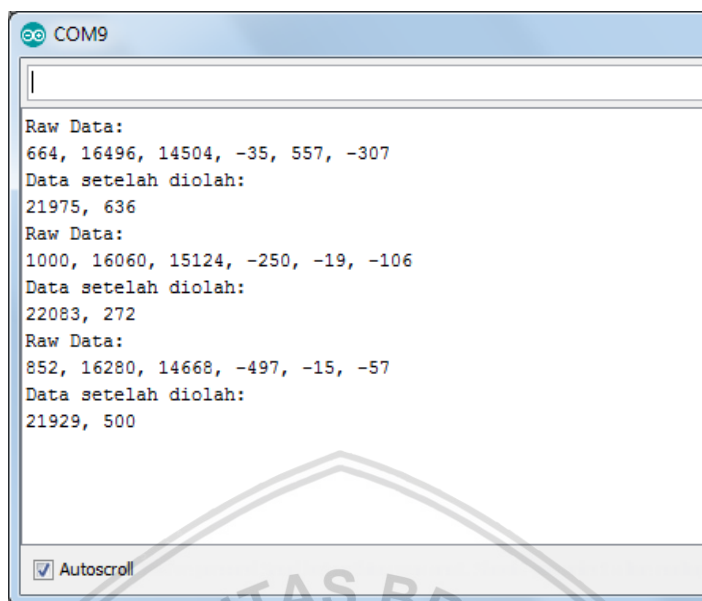 COM9
Raw Data:
664, 16496, 14504, -35, 557, -307
Data setelah diolah:
21975, 636
Raw Data:
1000, 16060, 15124, -250, -19, -106
Data setelah diolah:
22083, 272
Raw Data:
852, 16280, 14668, -497, -15, -57
Data setelah diolah:
21929, 500
Autoscroll